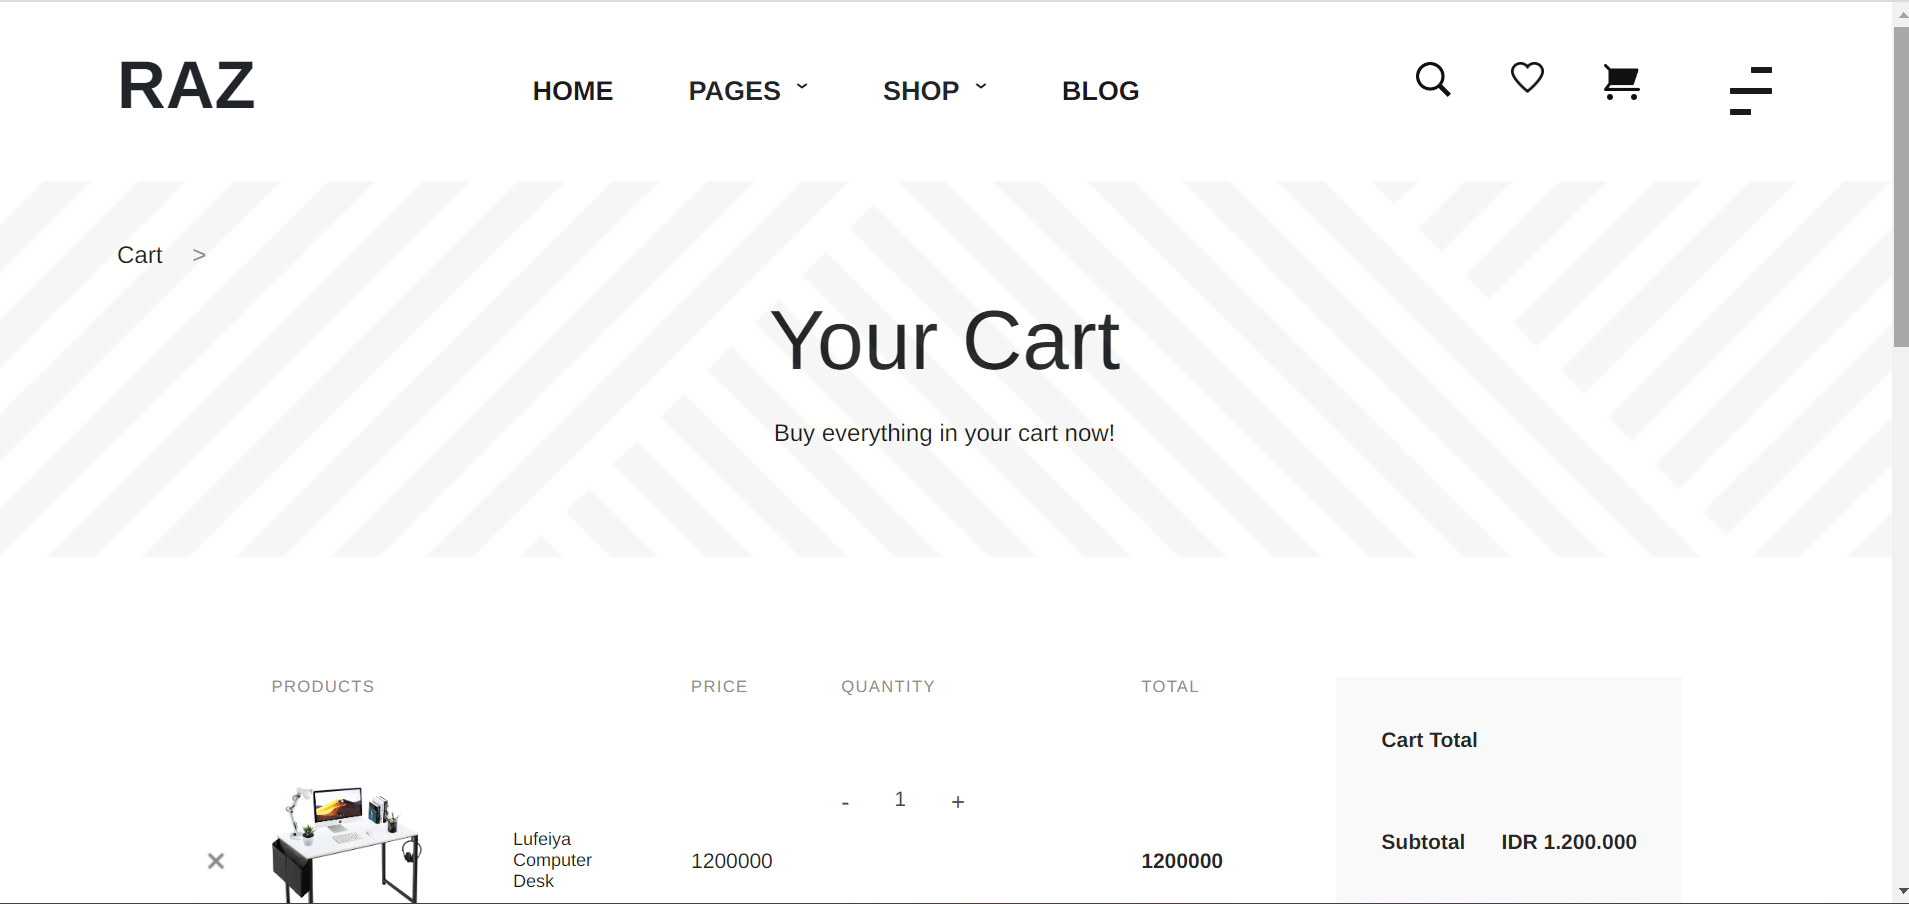 RAZ
HOME PAGES SHOP BLOG
Cart >
Your Cart
Buy everything in your cart now!
PRODUCTS PRICE QUANTITY TOTAL
Cart Total
- 1 +
Lufeiya
Computer
Desk
1200000
1200000
Subtotal IDR 1.200.000